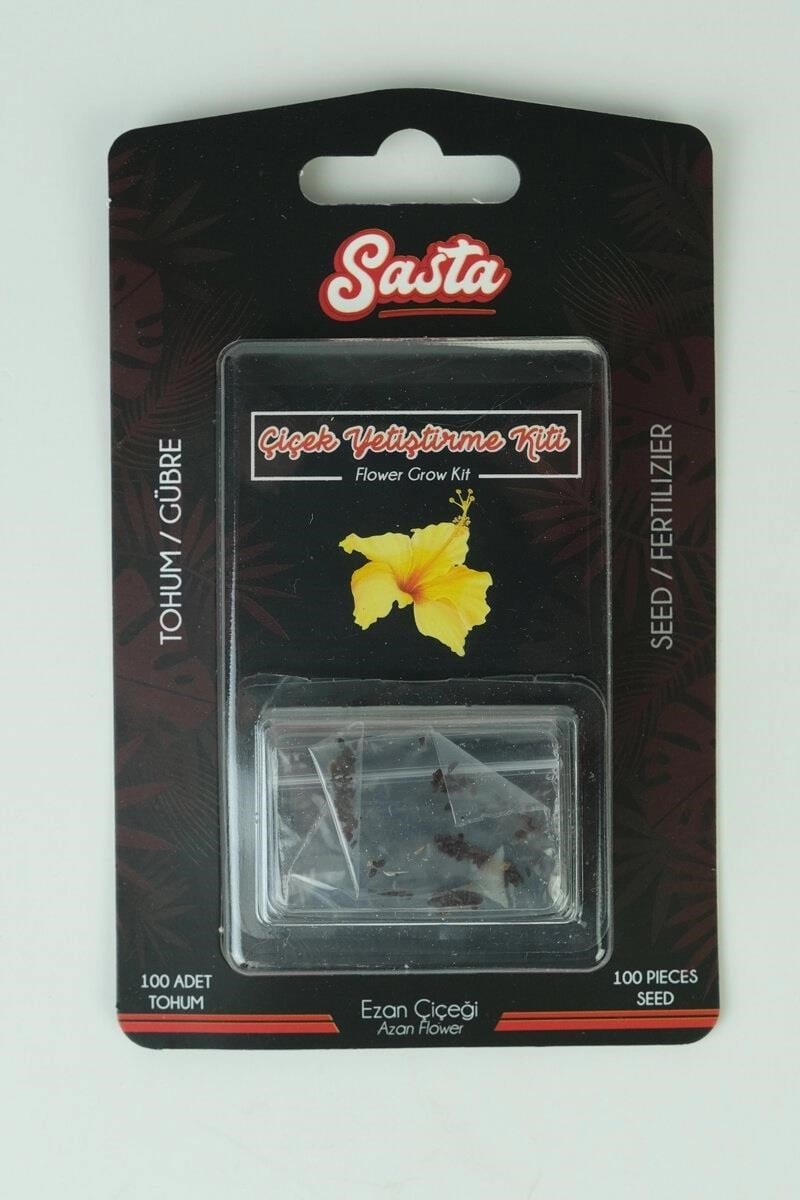 Sasta
Çiçek Yetiştirme Kiti
Flower Grow Kit
TOHUM / GÜBRE
SEED / FERTILIZIER
100 ADET
TOHUM
Ezan Çiçeği
Azan Flower
100 PIECES
SEED